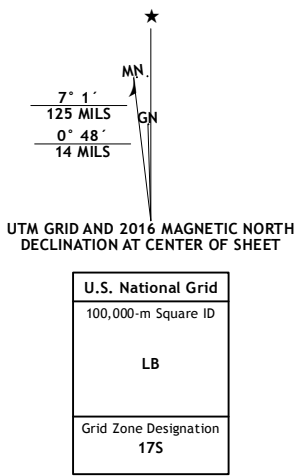 ★
MN
7° 1´
125 MILS
GN
0° 48´
14 MILS
UTM GRID AND 2016 MAGNETIC NORTH
DECLINATION AT CENTER OF SHEET
U.S. National Grid
100,000-m Square ID
LB
Grid Zone Designation
17S